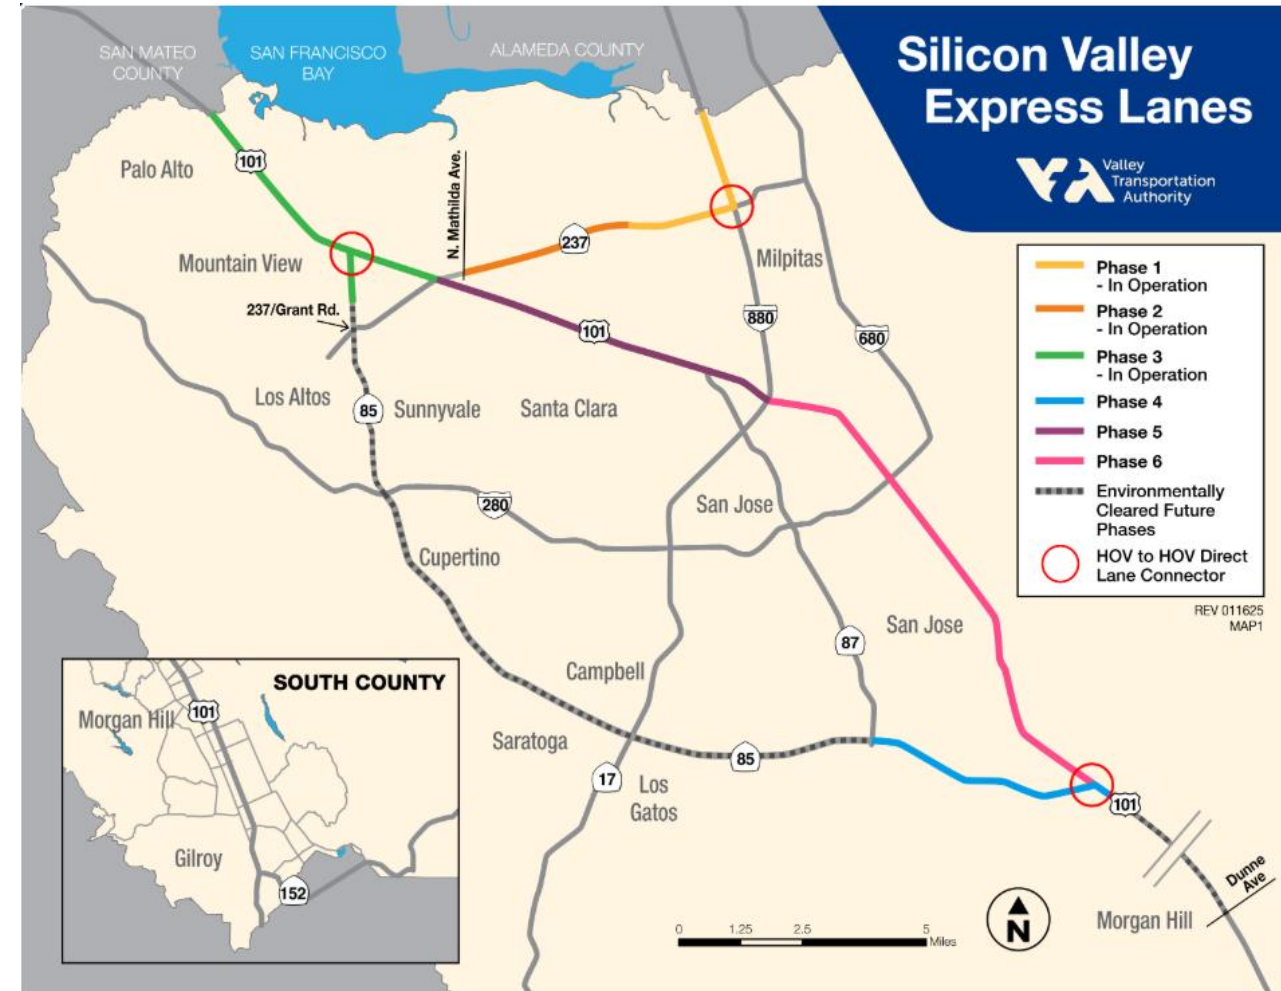 SAN MATEO
COUNTY
SAN FRANCISCO
BAY
ALAMEDA COUNTY
Silicon Valley
Express Lanes
VTA
Valley
Transportation
Authority
Palo Alto
101
N. Mathilda Ave.
237
Mountain View
Milpitas
237/Grant Rd.
101
880
680
Los Altos
85
Sunnyvale
Santa Clara
280
San Jose
Cupertino
87
San Jose
Campbell
Saratoga
85
17
Los
Gatos
101
Dunne
Ave
Morgan Hill
Phase 1
- In Operation
Phase 2
- In Operation
Phase 3
- In Operation
Phase 4
Phase 5
Phase 6
Environmentally
Cleared Future
Phases
HOV to HOV Direct
Lane Connector
REV 011625
MAP1
SOUTH COUNTY
Morgan Hill
101
Gilroy
152
0 1.25 2.5 5
Miles
N